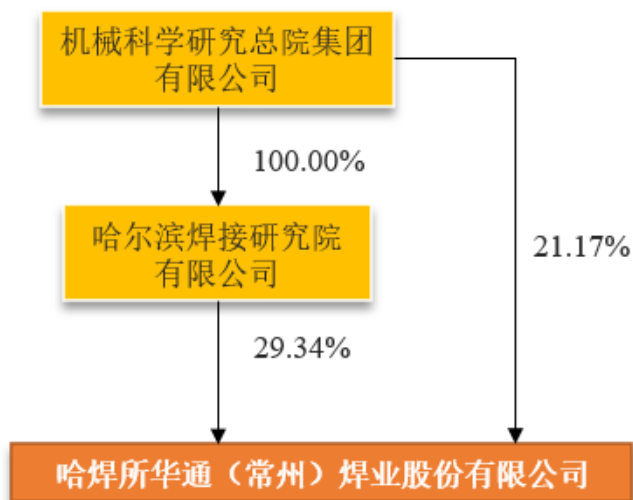 机械科学研究总院集团
有限公司
100.00%
哈尔滨焊接研究院
有限公司
21.17%
29.34%
哈焊所华通（常州）焊业股份有限公司